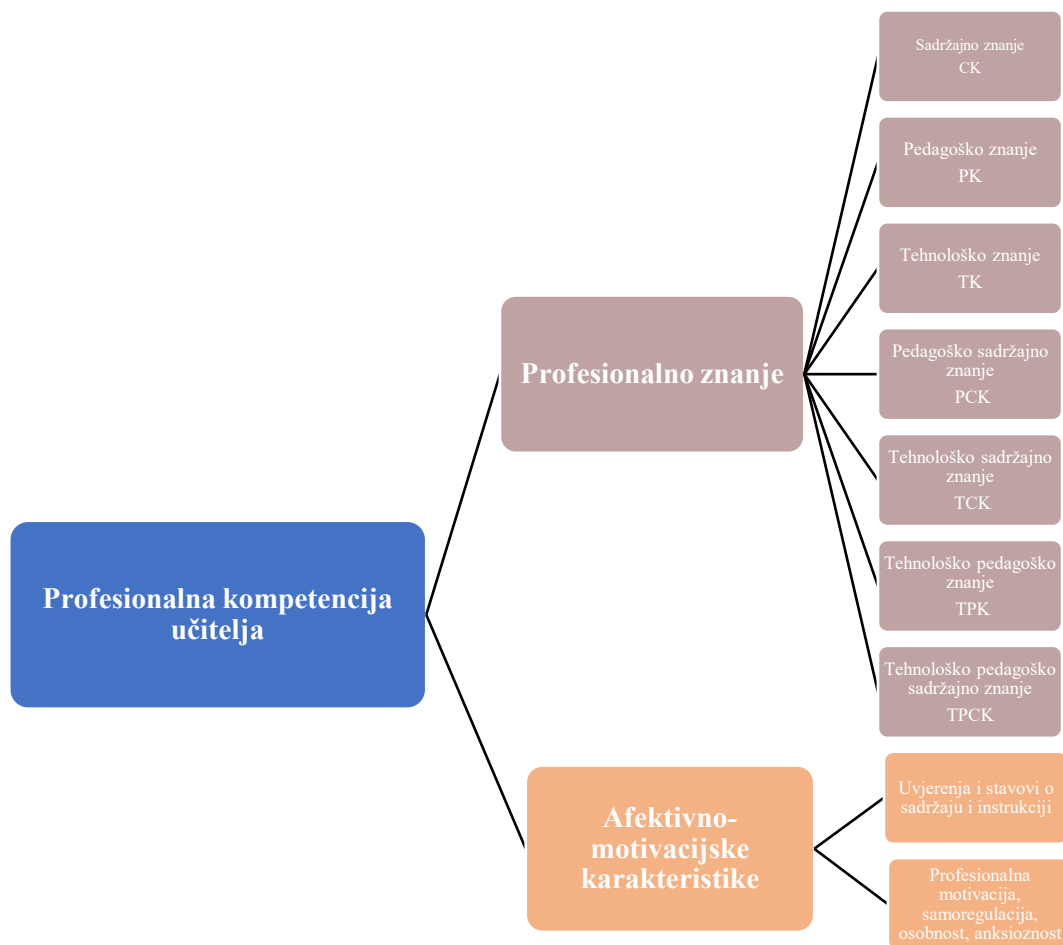 Profesionalna kompetencija
učitelja
Profesionalno znanje
Sadržajno znanje
CK
Pedagoško znanje
PK
Tehnološko znanje
TK
Pedagoško sadržajno
znanje
PCK
Tehnološko sadržajno
znanje
TCK
Tehnološko pedagoško
znanje
TPK
Tehnološko pedagoško
sadržajno znanje
TPCK
Afektivno-
motivacijske
karakteristike
Uvjerenja i stavovi o
sadržaju i instrukciji
Profesionalna
motivacija,
samoregulacija,
osobnost, anksioznost